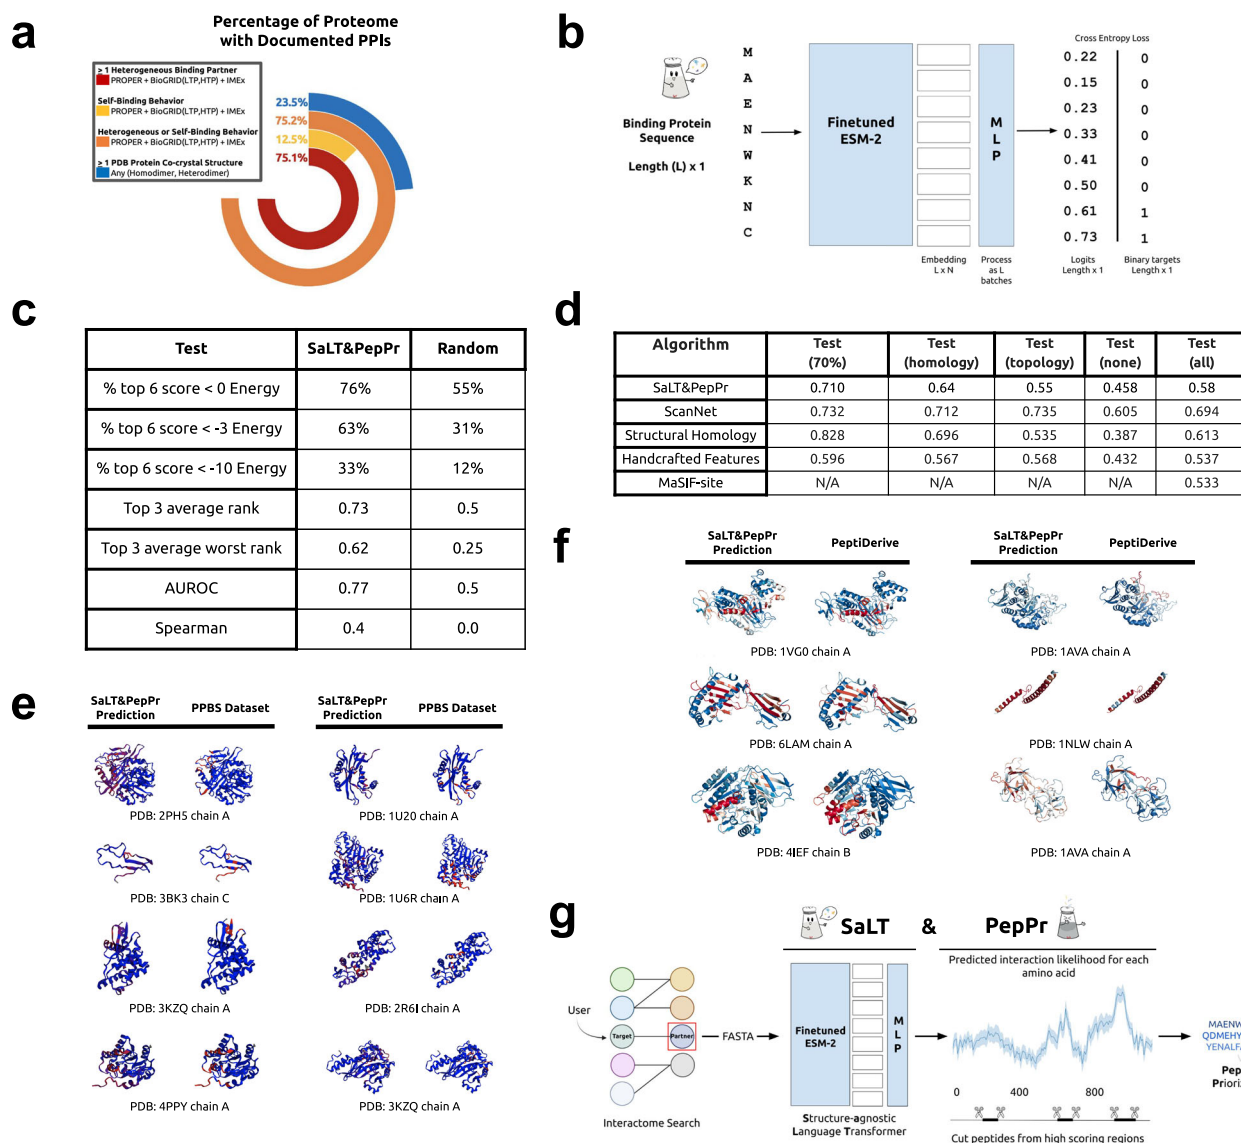 a
Percentage of Proteome
with Documented PPIs
> 1 Heterogeneous Binding Partner
PROPER + BioGRID(LTP,HTP) + IMEx
Self-Binding Behavior
PROPER + BioGRID(LTP,HTP) + IMEx
Heterogeneous or Self-Binding Behavior
PROPER + BioGRID(LTP,HTP) + IMEx
> 1 PDB Protein Co-crystal Structure
Any (Homodimer, Heterodimer)
23.5%
75.2%
12.5%
75.1%
b
Binding Protein
Sequence
Length (L) x 1
M
A
E
N
W
K
N
C
Finetuned
ESM-2
Embedding
L x N
M
L
P
Process
as L
batches
Cross Entropy Loss
0.22 0
0.15 0
0.23 0
0.33 0
0.41 0
0.50 0
0.61 1
0.73 1
Logits
Length x 1
Binary targets
Length x 1
c
Test SaLT&PepPr Random
% top 6 score < 0 Energy 76% 55%
% top 6 score < -3 Energy 63% 31%
% top 6 score < -10 Energy 33% 12%
Top 3 average rank 0.73 0.5
Top 3 average worst rank 0.62 0.25
AUROC 0.77 0.5
Spearman 0.4 0.0
d
Algorithm Test (70%) Test (homology) Test (topology) Test (none) Test (all)
SaLT&PepPr 0.710 0.64 0.55 0.458 0.58
ScanNet 0.732 0.712 0.735 0.605 0.694
Structural Homology 0.828 0.696 0.535 0.387 0.613
Handcrafted Features 0.596 0.567 0.568 0.432 0.537
MaSIF-site N/A N/A N/A N/A 0.533
e
SaLT&PepPr
Prediction
PPBS Dataset
SaLT&PepPr
Prediction
PPBS Dataset
PDB: 2PH5 chain A
PDB: 1U20 chain A
PDB: 3BK3 chain C
PDB: 1U6R chain A
PDB: 3KZQ chain A
PDB: 2R6I chain A
PDB: 4PPY chain A
PDB: 3KZQ chain A
f
SaLT&PepPr
Prediction
PeptiDerive
SaLT&PepPr
Prediction
PeptiDerive
PDB: 1VG0 chain A
PDB: 1AVA chain A
PDB: 6LAM chain A
PDB: 1NLW chain A
PDB: 4IEF chain B
PDB: 1AVA chain A
g
SaLT & PepPr
User
Target
Partner
Interactome Search
FASTA
Finetuned
ESM-2
M
L
P
Structure-agnostic
Language Transformer
Predicted interaction likelihood for each
amino acid
0 400 800
Cut peptides from high scoring regions
MAENW
QDMEHY
YENALFA
Pep
Prioriz